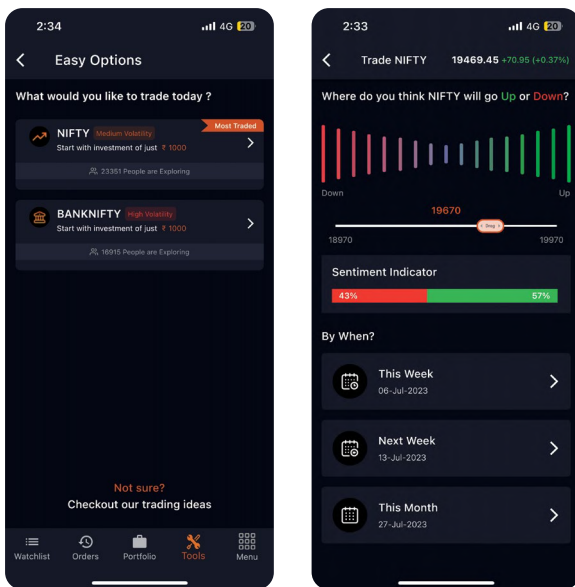 2:34
4G 20
Easy Options
What would you like to trade today ?
Most Traded
NIFTY Medium Volatility
Start with investment of just ₹ 1000
23351 People are Exploring
BANKNIFTY High Volatility
Start with investment of just ₹ 1000
16915 People are Exploring
Not sure?
Checkout our trading ideas
Watchlist Orders Portfolio Tools Menu
2:33
4G 20
Trade NIFTY 19469.45 +70.95 (+0.37%)
Where do you think NIFTY will go Up or Down?
Down Up
19670
Drag
18970 19970
Sentiment Indicator
43% 57%
By When?
This Week
06-Jul-2023
Next Week
13-Jul-2023
This Month
27-Jul-2023